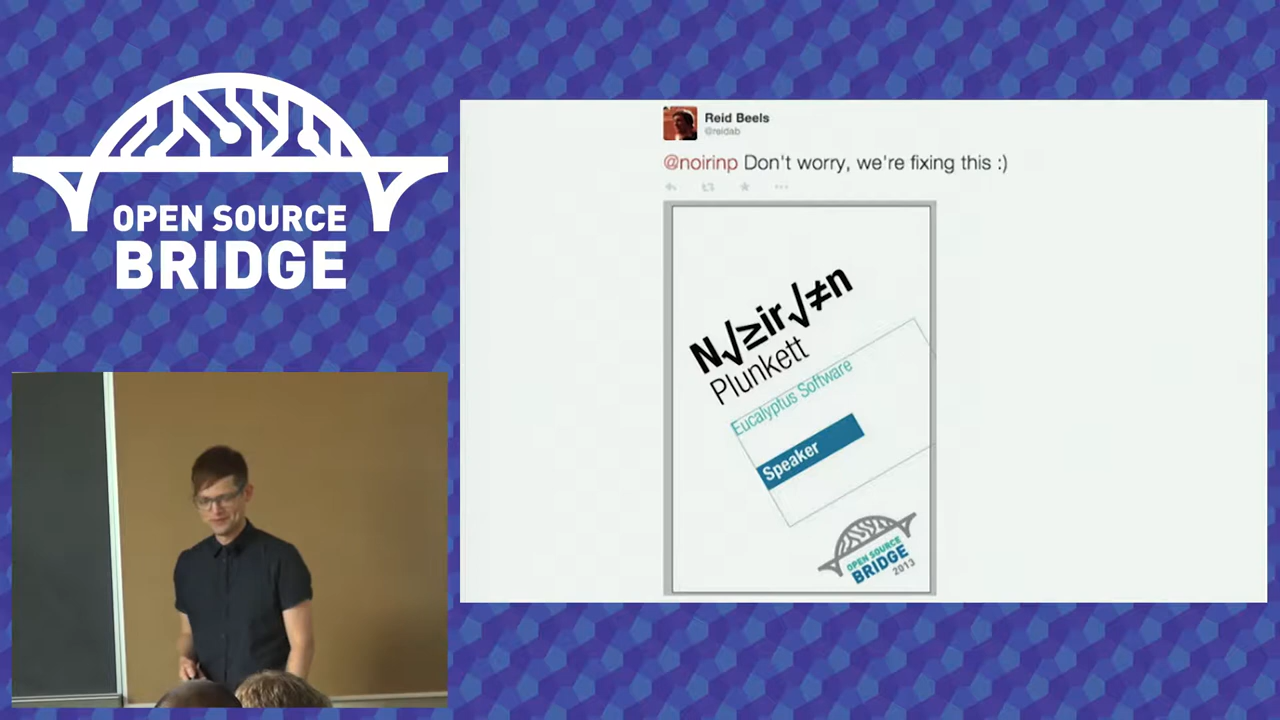 OPEN SOURCE
BRIDGE
Reid Beels
@reidab
@noirinp Don't worry, we're fixing this :)
N√≥ir√≠n
Plunkett
Eucalyptus Software
Speaker
OPEN SOURCE
BRIDGE
2013